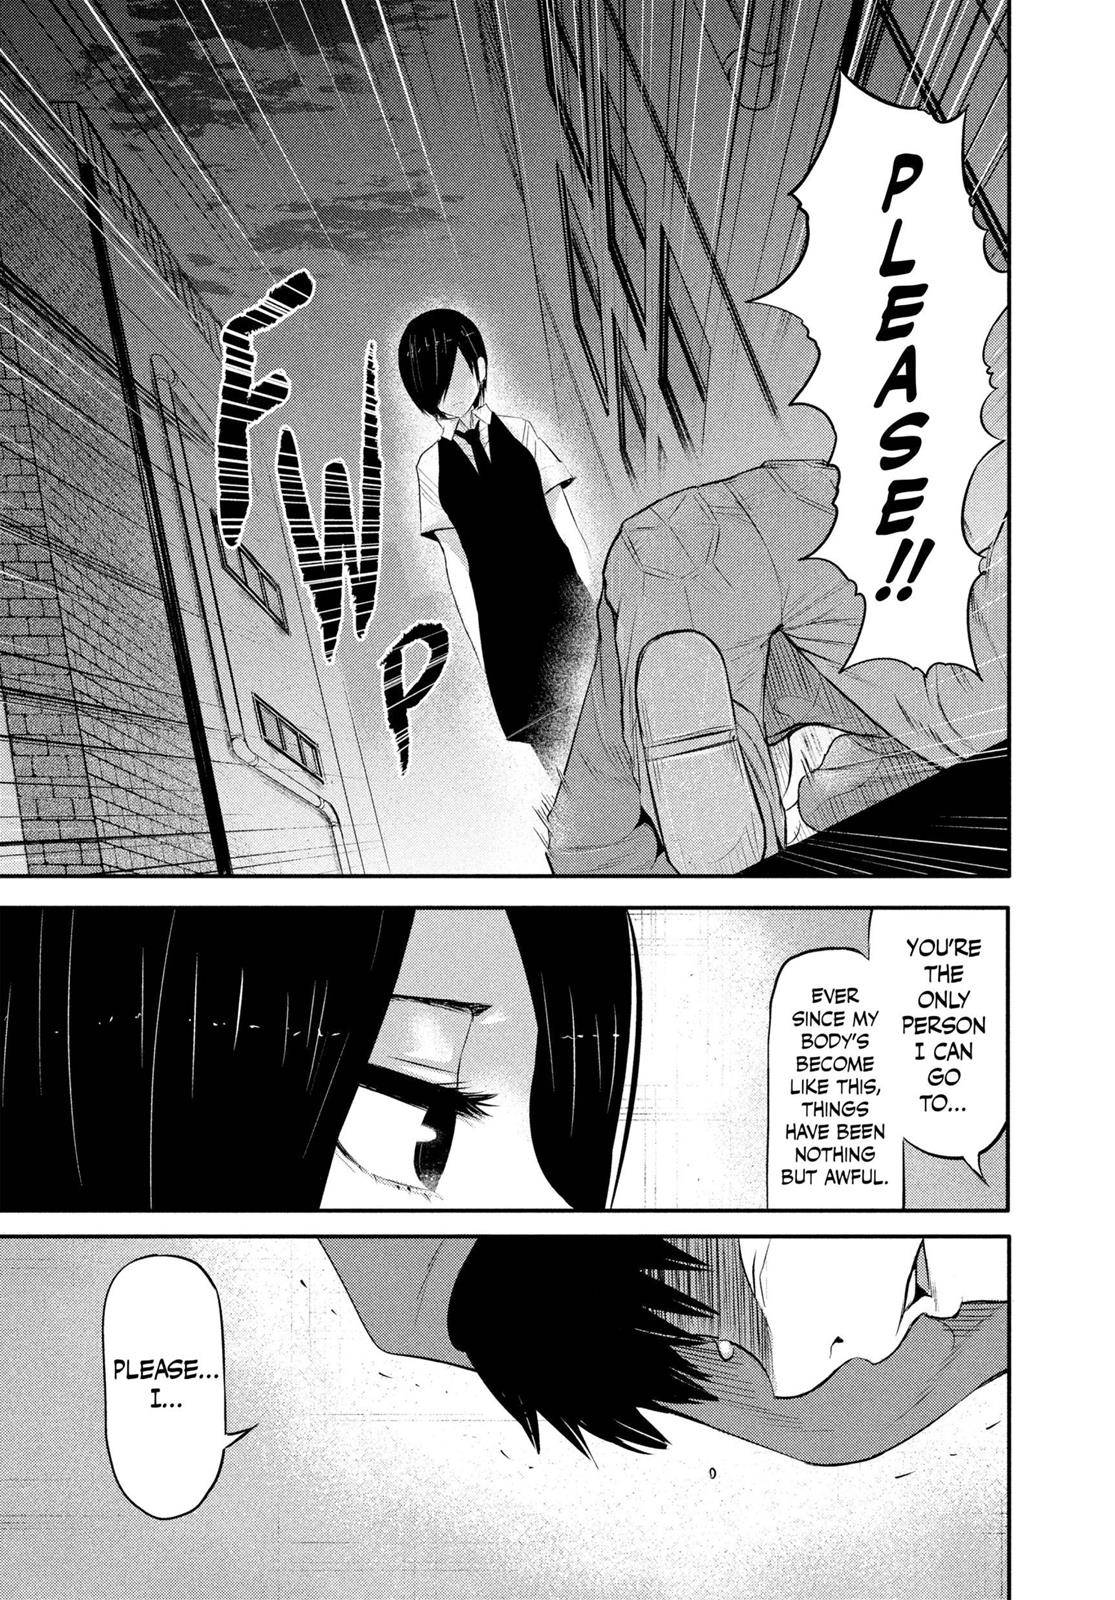 PLEASE!!
FWP
YOU'RE
THE
ONLY
PERSON
I CAN
GO
TO...
EVER
SINCE MY
BODY'S
BECOME
LIKE THIS,
THINGS
HAVE BEEN
NOTHING
BUT AWFUL.
PLEASE...
I...